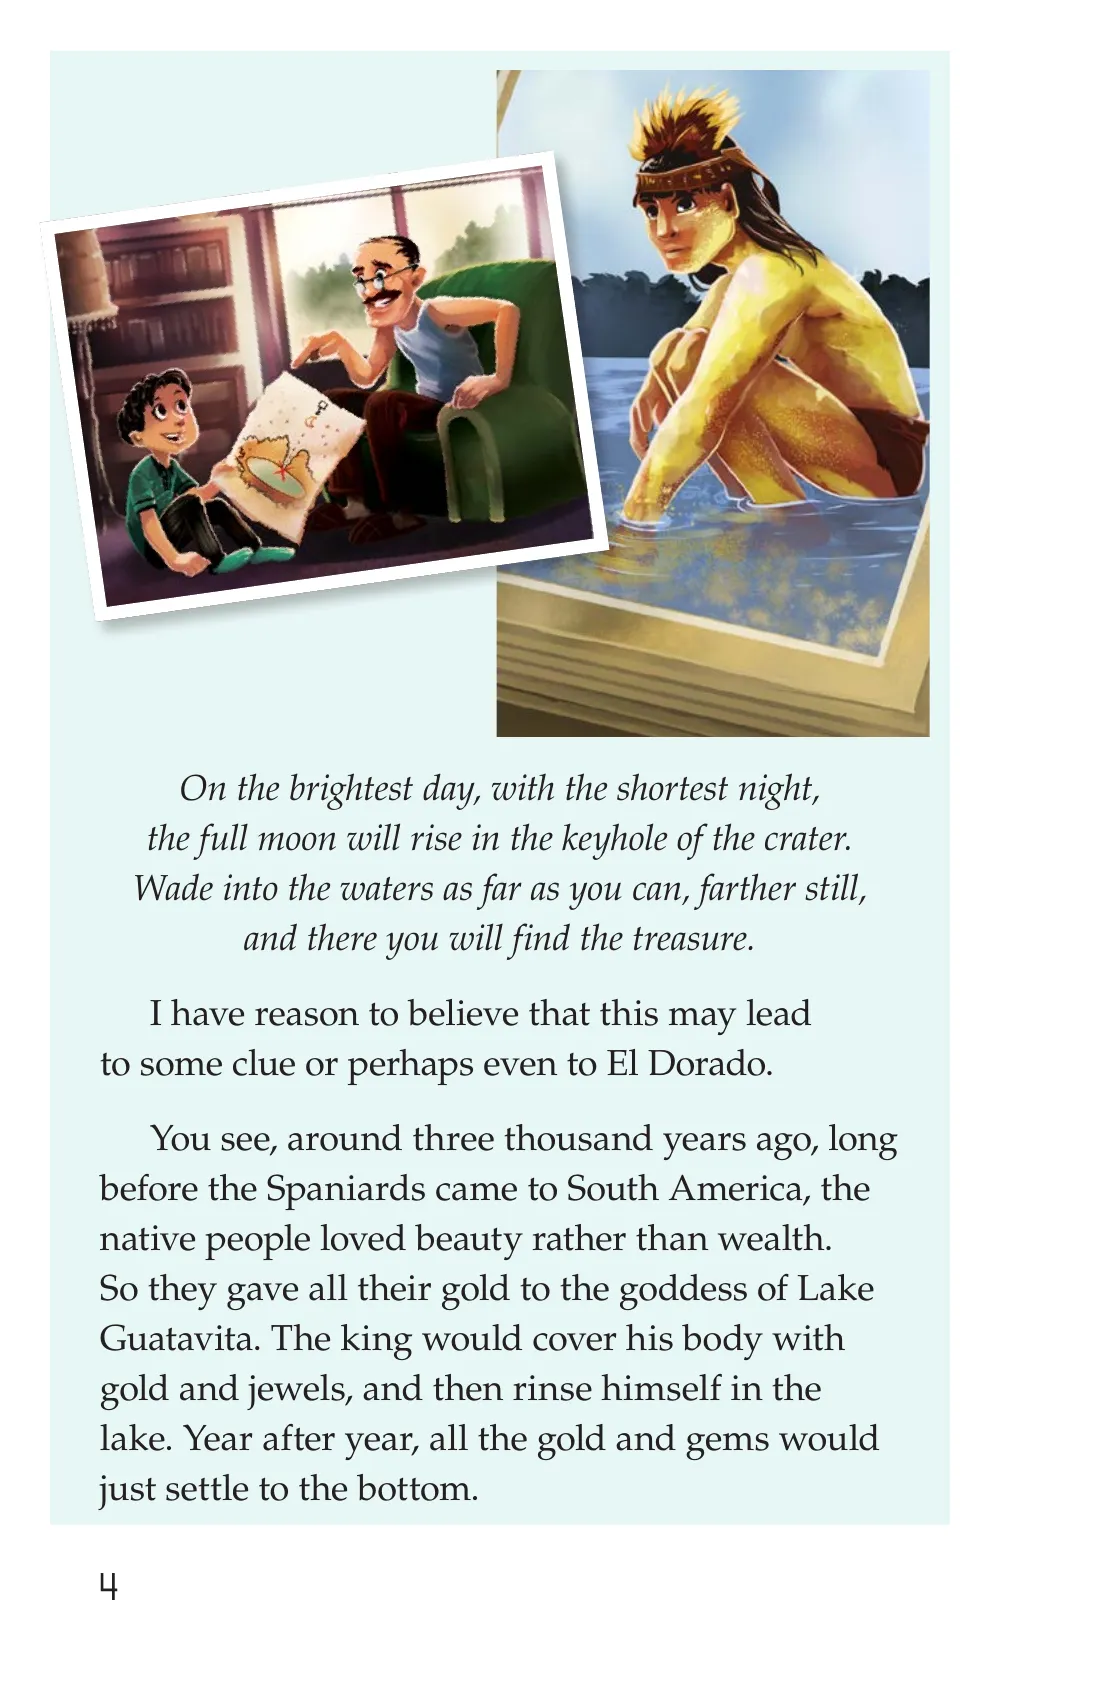 On the brightest day, with the shortest night,
the full moon will rise in the keyhole of the crater.
Wade into the waters as far as you can, farther still,
and there you will find the treasure.
I have reason to believe that this may lead
to some clue or perhaps even to El Dorado.
You see, around three thousand years ago, long
before the Spaniards came to South America, the
native people loved beauty rather than wealth.
So they gave all their gold to the goddess of Lake
Guatavita. The king would cover his body with
gold and jewels, and then rinse himself in the
lake. Year after year, all the gold and gems would
just settle to the bottom.
4